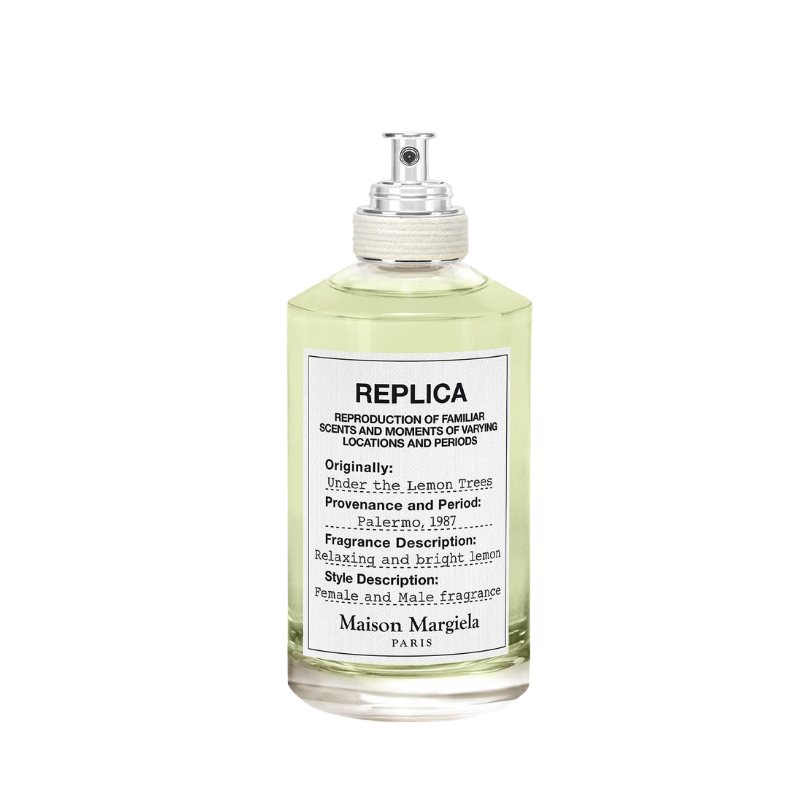 REPLICA
REPRODUCTION OF FAMILIAR
SCENTS AND MOMENTS OF VARYING
LOCATIONS AND PERIODS
Originally:
Under the Lemon Trees
Provenance and Period:
Palermo, 1987
Fragrance Description:
Relaxing and bright lemon
Style Description:
Female and Male fragrance
Maison Margiela
PARIS